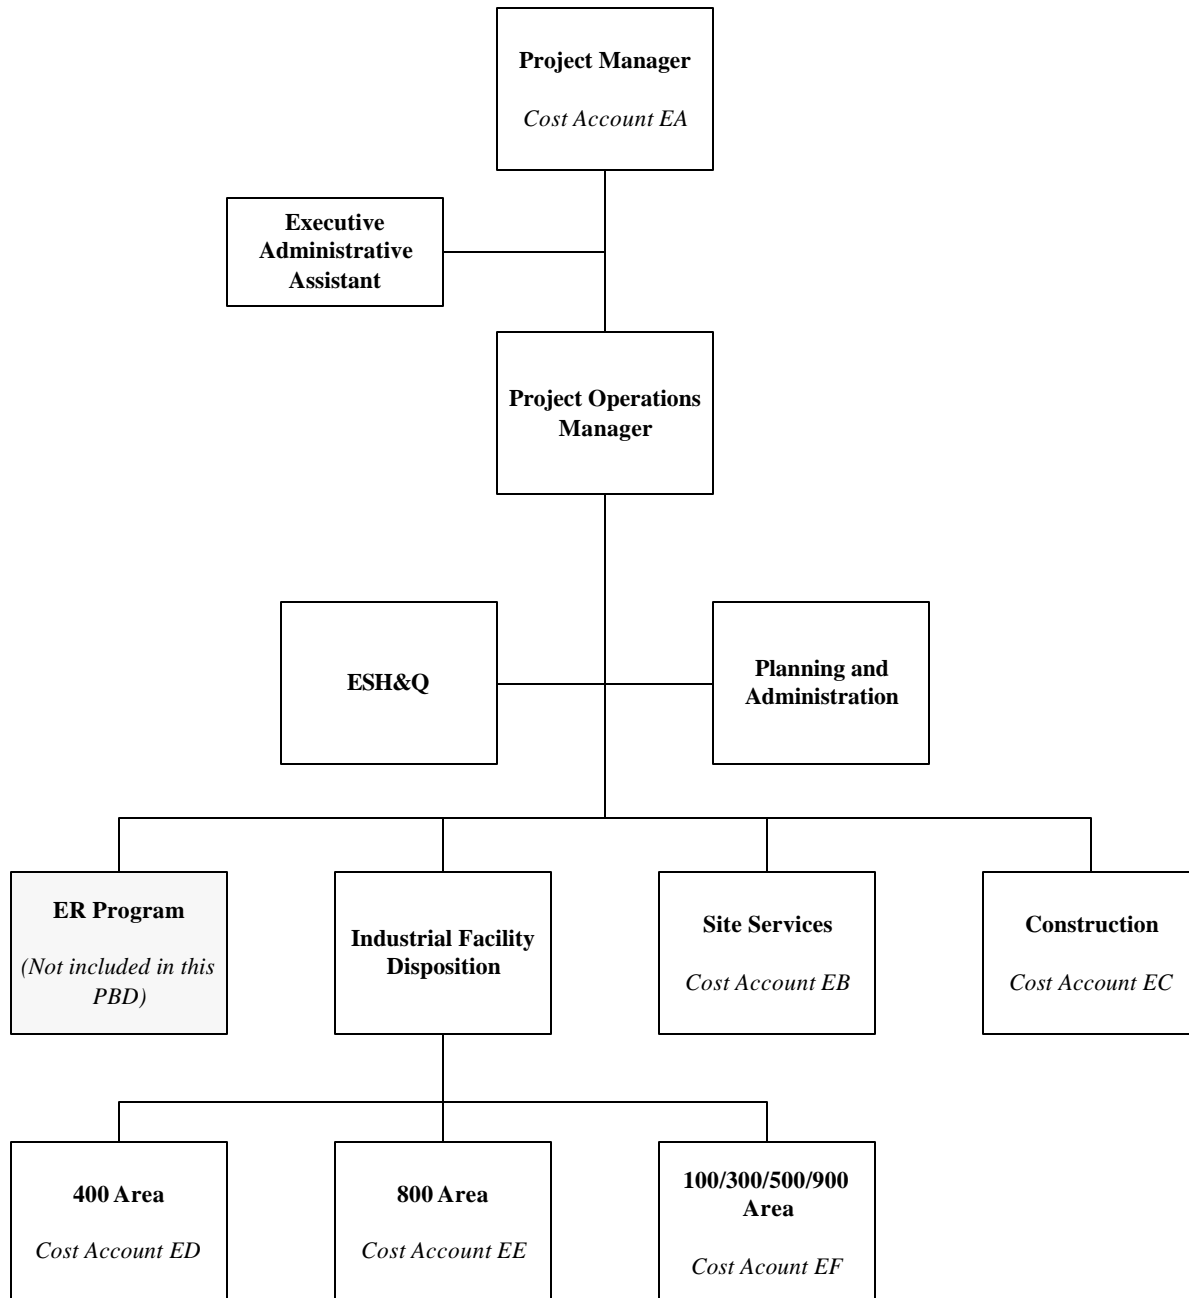 Project Manager
Cost Account EA
Executive
Administrative
Assistant
Project Operations
Manager
ESH&Q
Planning and
Administration
ER Program
(Not included in this
PBD)
Industrial Facility
Disposition
Site Services
Cost Account EB
Construction
Cost Account EC
400 Area
Cost Account ED
800 Area
Cost Account EE
100/300/500/900
Area
Cost Acount EF